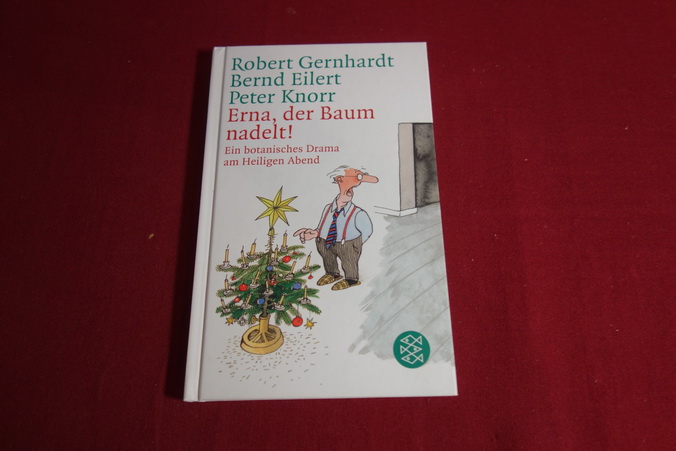 Robert Gernhardt
Bernd Eilert
Peter Knorr
Erna, der Baum
nadelt!
Ein botanisches Drama
am Heiligen Abend